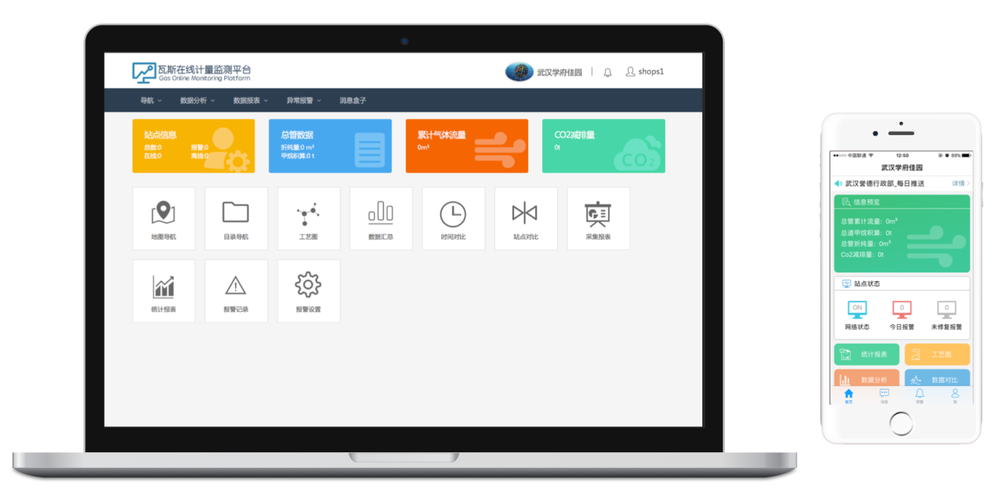 瓦斯在线计量监测平台
Gas Online Monitoring Platform
武汉学府佳园
shops1
导航
数据分析
数据报表
异常报警
消息盒子
站点信息
总数:0 报警:0
在线:0 离线:0
总管数据
折纯量:0 m³
甲烷积算:0 t
累计气体流量
0m³
CO2减排量
0t
CO2
地图导航
目录导航
工艺图
数据汇总
时间对比
站点对比
采集报表
统计报表
报警记录
报警设置
中国联通 12:50 89%
武汉学府佳园
武汉誉德行政部_每日推送 详情
信息预览
总管累计流量: 0m³
总道甲烷积算: 0t
总管折纯量: 0m³
Co2减排量: 0t
站点状态
ON 0 0
网络状态 今日报警 未修复报警
统计报表 工艺图
数据分析 数据对比
首页 消息 报警 我